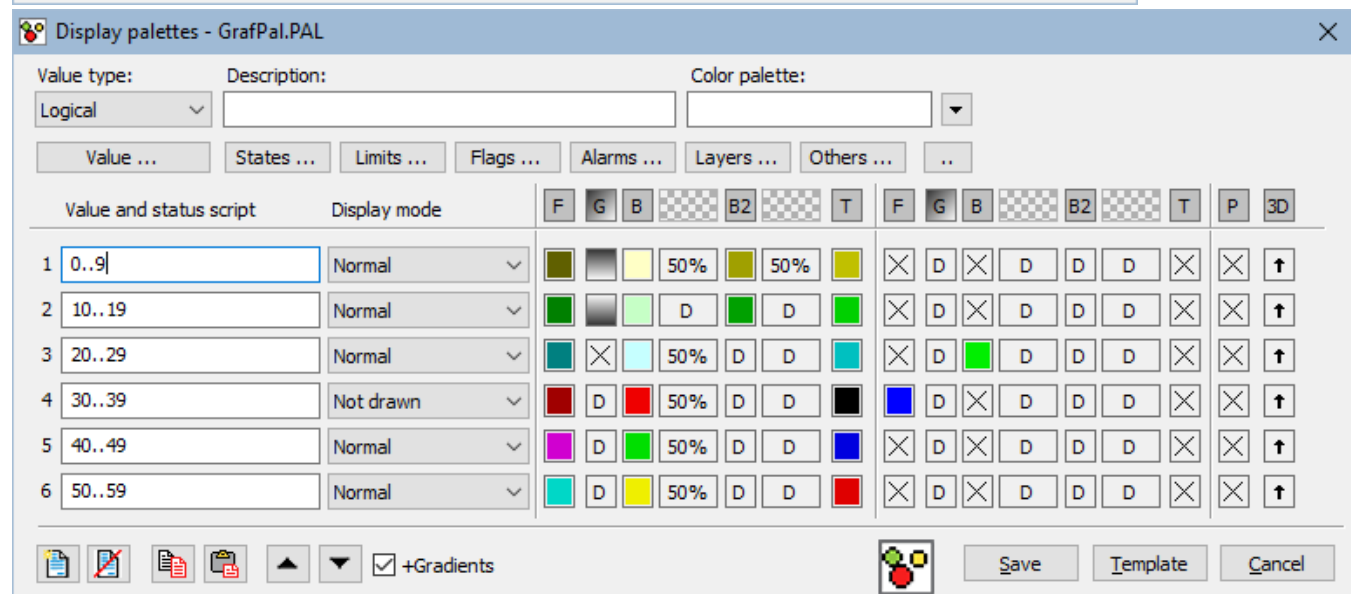 Display palettes - GrafPal.PAL
Value type: Description: Color palette:
Logical
Value ... States ... Limits ... Flags ... Alarms ... Layers ... Others ... ..
Value and status script Display mode F G B B2 T F G B B2 T P 3D
1 0..9 Normal 50% 50% D D D D
2 10..19 Normal D D D D D D
3 20..29 Normal 50% D D D D D D
4 30..39 Not drawn D 50% D D D D D D
5 40..49 Normal D 50% D D D D D D
6 50..59 Normal D 50% D D D D D D
+Gradients Save Template Cancel